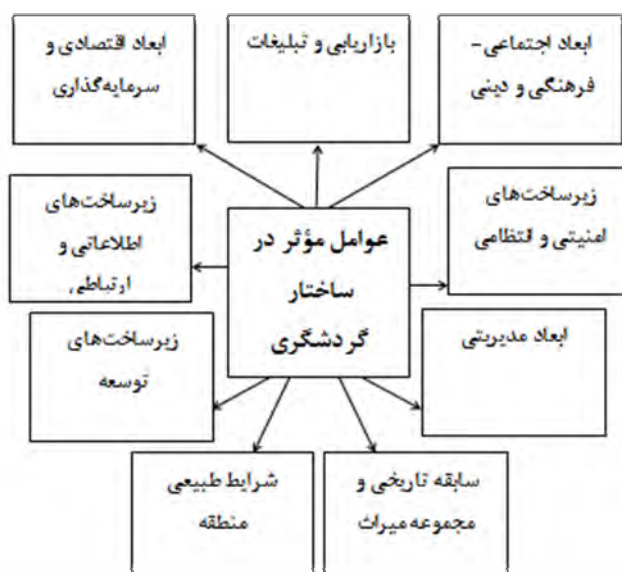 ابعاد اجتماعی-
فرهنگی و دینی
بازاریابی و تبلیغات
ابعاد اقتصادی و
سرمایه‌گذاری
زیرساخت‌های
امنیتی و انتظامی
عوامل مؤثر در
ساختار
گردشگری
زیرساخت‌های
اطلاعاتی و
ارتباطی
ابعاد مدیریتی
زیرساخت‌های
توسعه
سابقه تاریخی و
مجموعه میراث
شرایط طبیعی
منطقه